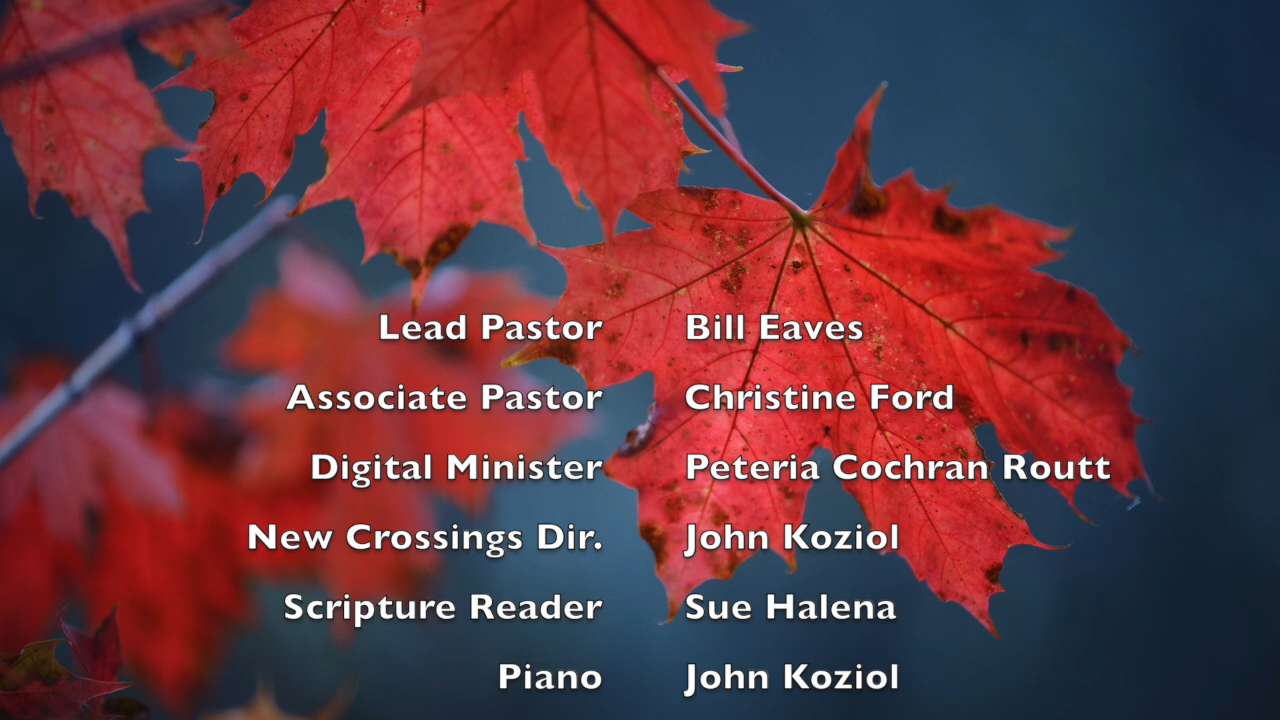 Lead Pastor Bill Eaves
Associate Pastor Christine Ford
Digital Minister Peteria Cochran Routt
New Crossings Dir. John Koziol
Scripture Reader Sue Halena
Piano John Koziol